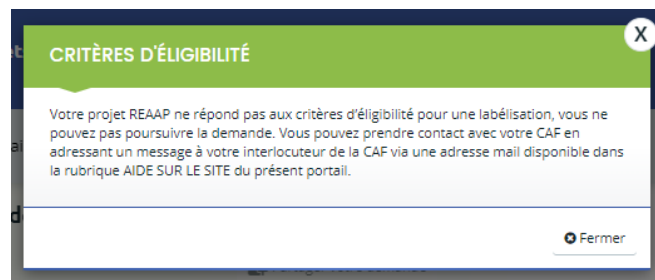 et
X
CRITÈRES D'ÉLIGIBILITÉ
Votre projet REAAP ne répond pas aux critères d'éligibilité pour une labélisation, vous ne
pouvez pas poursuivre la demande. Vous pouvez prendre contact avec votre CAF en
adressant un message à votre interlocuteur de la CAF via une adresse mail disponible dans
la rubrique AIDE SUR LE SITE du présent portail.
ai
d
Fermer